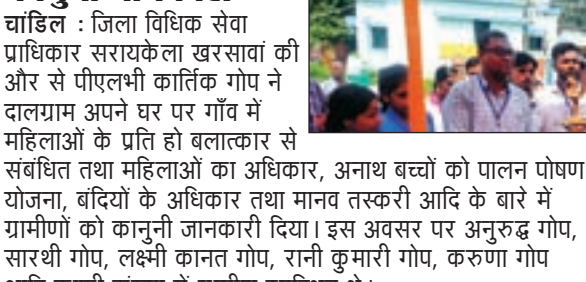 चांडिल : जिला विधिक सेवा
प्राधिकार सरायकेला खरसावां की
और से पीएलभी कार्तिक गोप ने
दालग्राम अपने घर पर गाँव में
महिलाओं के प्रति हो बलात्कार से
संबंधित तथा महिलाओं का अधिकार, अनाथ बच्चों को पालन पोषण
योजना, बंदियों के अधिकार तथा मानव तस्करी आदि के बारे में
ग्रामीणों को कानुनी जानकारी दिया। इस अवसर पर अनुरुद्ध गोप,
सारथी गोप, लक्ष्मी कानत गोप, रानी कुमारी गोप, करुणा गोप